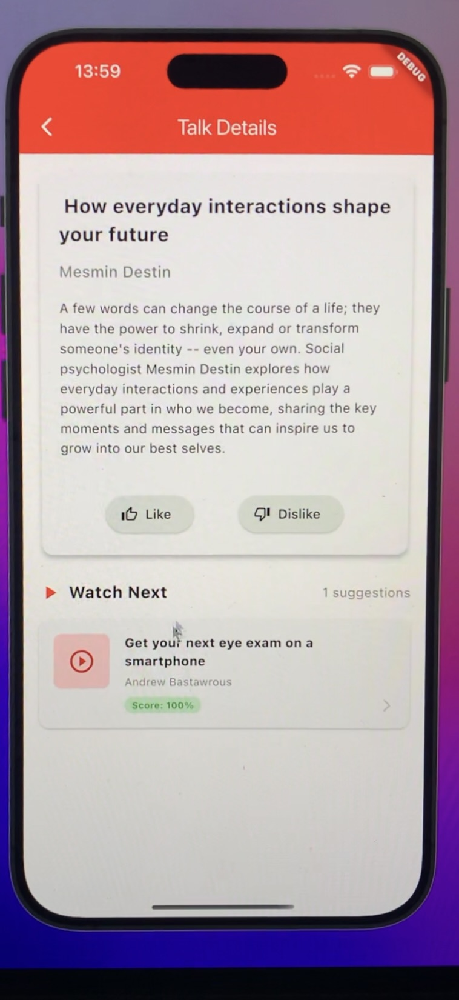 13:59
DEBUG
Talk Details
How everyday interactions shape
your future
Mesmin Destin
A few words can change the course of a life; they
have the power to shrink, expand or transform
someone's identity -- even your own. Social
psychologist Mesmin Destin explores how
everyday interactions and experiences play a
powerful part in who we become, sharing the key
moments and messages that can inspire us to
grow into our best selves.
Like
Dislike
Watch Next
1 suggestions
Get your next eye exam on a
smartphone
Andrew Bastawrous
Score: 100%